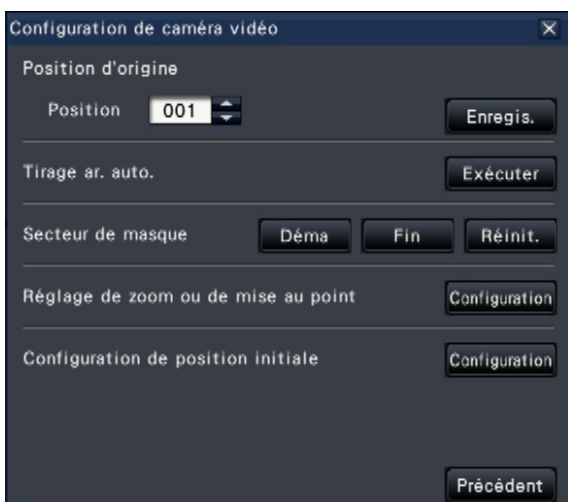 Configuration de caméra vidéo
Position d'origine
Position 001 Enregis.
Tirage ar. auto. Exécuter
Secteur de masque Déma Fin Réinit.
Réglage de zoom ou de mise au point Configuration
Configuration de position initiale Configuration
Précédent